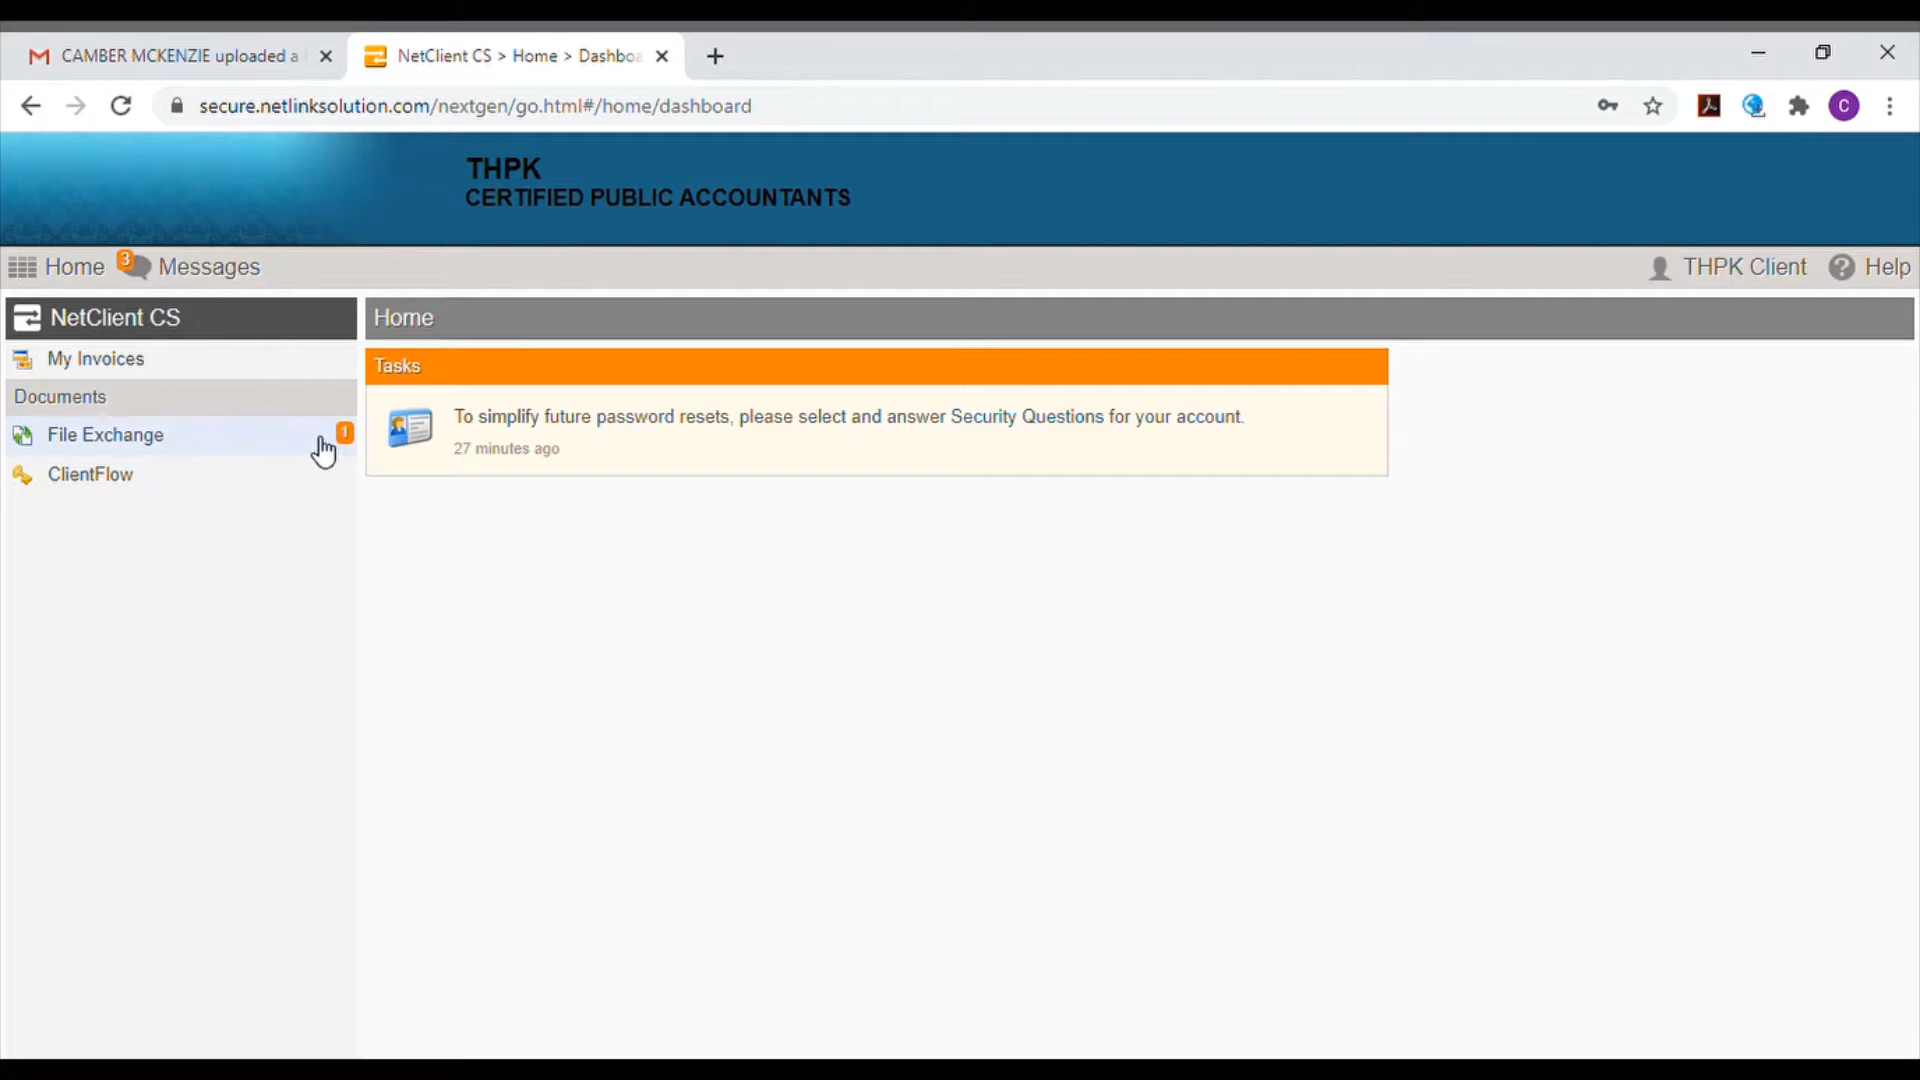 CAMBER MCKENZIE uploaded a
NetClient CS > Home > Dashboa
secure.netlinksolution.com/nextgen/go.html#/home/dashboard
C
THPK
CERTIFIED PUBLIC ACCOUNTANTS
Home
3
Messages
THPK Client
? Help
NetClient CS
Home
My Invoices
Tasks
Documents
To simplify future password resets, please select and answer Security Questions for your account.
File Exchange
1
27 minutes ago
ClientFlow